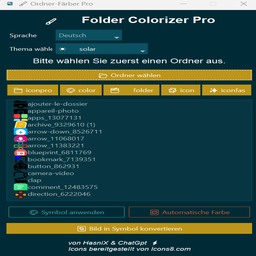 Ordner-Färber Pro
Folder Colorizer Pro
Sprache
Deutsch
Thema wähle
solar
Bitte wählen Sie zuerst einen Ordner aus.
Ordner wählen
iconpro
color
folder
icon
iconfas
ajouter-le-dossier
appareil-photo
apps_13077131
archive_9329610 (1)
arrow-down_8526711
arrow_11068017
arrow_11383221
blueprint_6811769
bookmark_7139351
button_862931
camera-video
clap
comment_12483575
direction_6222046
Symbol anwenden
Automatische Farbe
Bild in Symbol konvertieren
von HasniX & ChatGpt
Icons bereitgestellt von Icons8.com